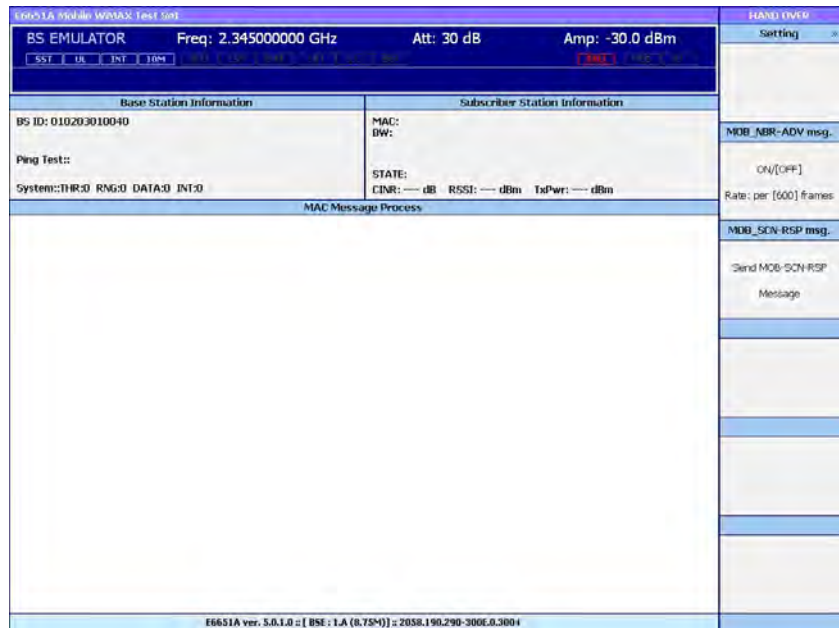 E6651A Mobile WiMAX Test Set
HAND OVER
BS EMULATOR Freq: 2.345000000 GHz Att: 30 dB Amp: -30.0 dBm
SST UL INT 10M
Setting »
Base Station Information
Subscriber Station Information
BS ID: 010203010040
MAC:
BW:
Ping Test::
STATE:
System::THR:0 RNG:0 DATA:0 INT:0
CINR: --- dB RSSI: --- dBm TxPwr: --- dBm
MAC Message Process
MOB_NBR-ADV msg.
ON/[OFF]
Rate: per [600] frames
MOB_SCN-RSP msg.
Send MOB-SCN-RSP
Message
E6651A ver. 5.0.1.0 :: [ BSE : 1.A (8.75M)] :: 2058.190.290-300E.0.3004